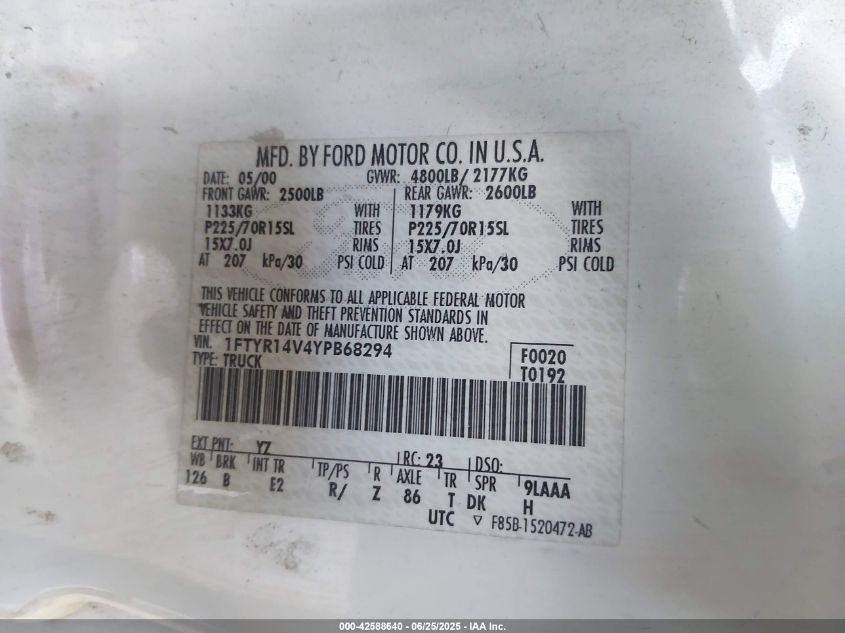 MFD. BY FORD MOTOR CO. IN U.S.A.
DATE: 05/00 GVWR: 4800LB/ 2177KG
FRONT GAWR: 2500LB REAR GAWR: 2600LB
1133KG WITH 1179KG WITH
P225/70R15SL TIRES P225/70R15SL TIRES
15X7.0J RIMS 15X7.0J RIMS
AT 207 kPa/30 PSI COLD AT 207 kPa/30 PSI COLD
THIS VEHICLE CONFORMS TO ALL APPLICABLE FEDERAL MOTOR
VEHICLE SAFETY AND THEFT PREVENTION STANDARDS IN
EFFECT ON THE DATE OF MANUFACTURE SHOWN ABOVE.
VIN: 1FTYR14V4YPB68294 F0020
TYPE: TRUCK T0192
EXT PNT: YZ RC: 23 DSO:
WB BRK INT TR TP/PS R AXLE TR SPR 9LAAA
126 B E2 R/ Z 86 T DK H
UTC ▽ F85B-1520472-AB
000-42588640 - 06/25/2025 - IAA Inc.